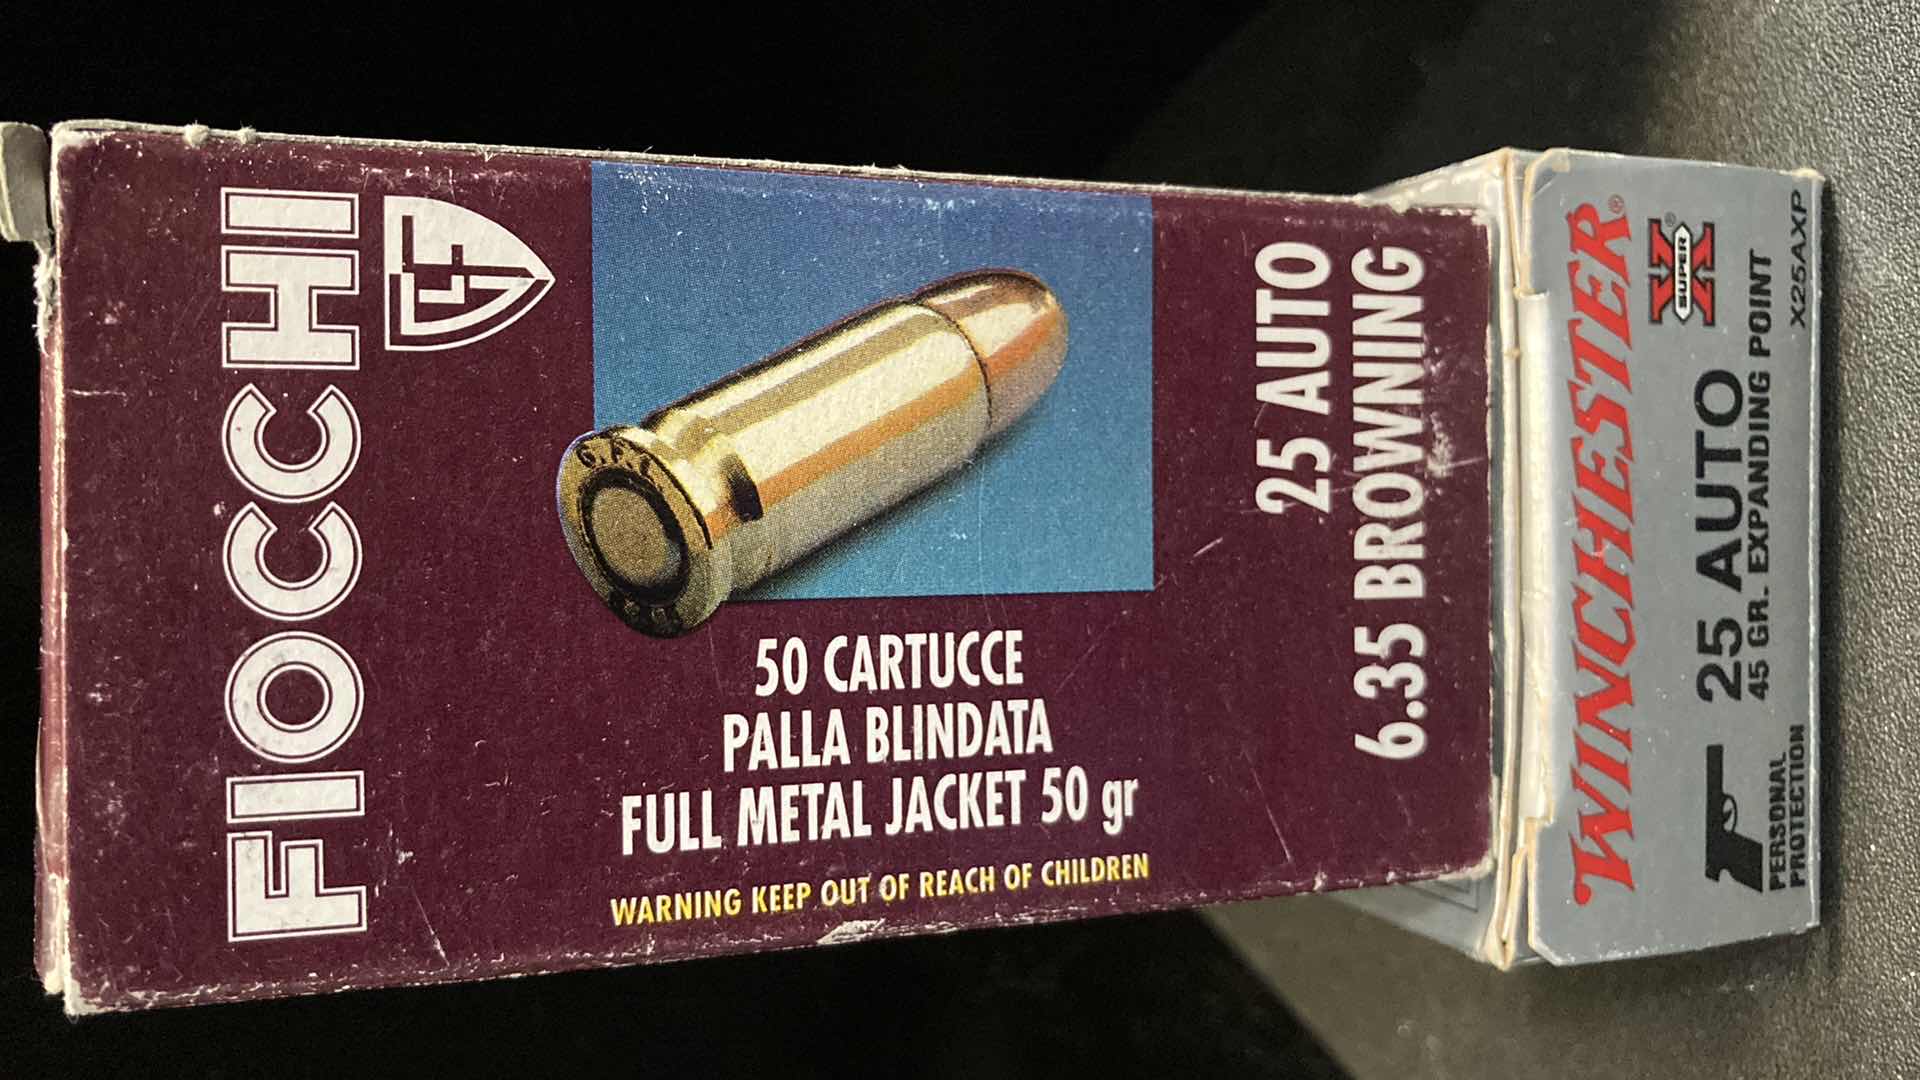 FIOCCHI
GFL
G.F.L
50 CARTUCCE
PALLA BLINDATA
FULL METAL JACKET 50 gr
WARNING KEEP OUT OF REACH OF CHILDREN
25 AUTO
6.35 BROWNING
WINCHESTER®
SUPER X®
25 AUTO
45 GR. EXPANDING POINT
PERSONAL
PROTECTION
X25AXP